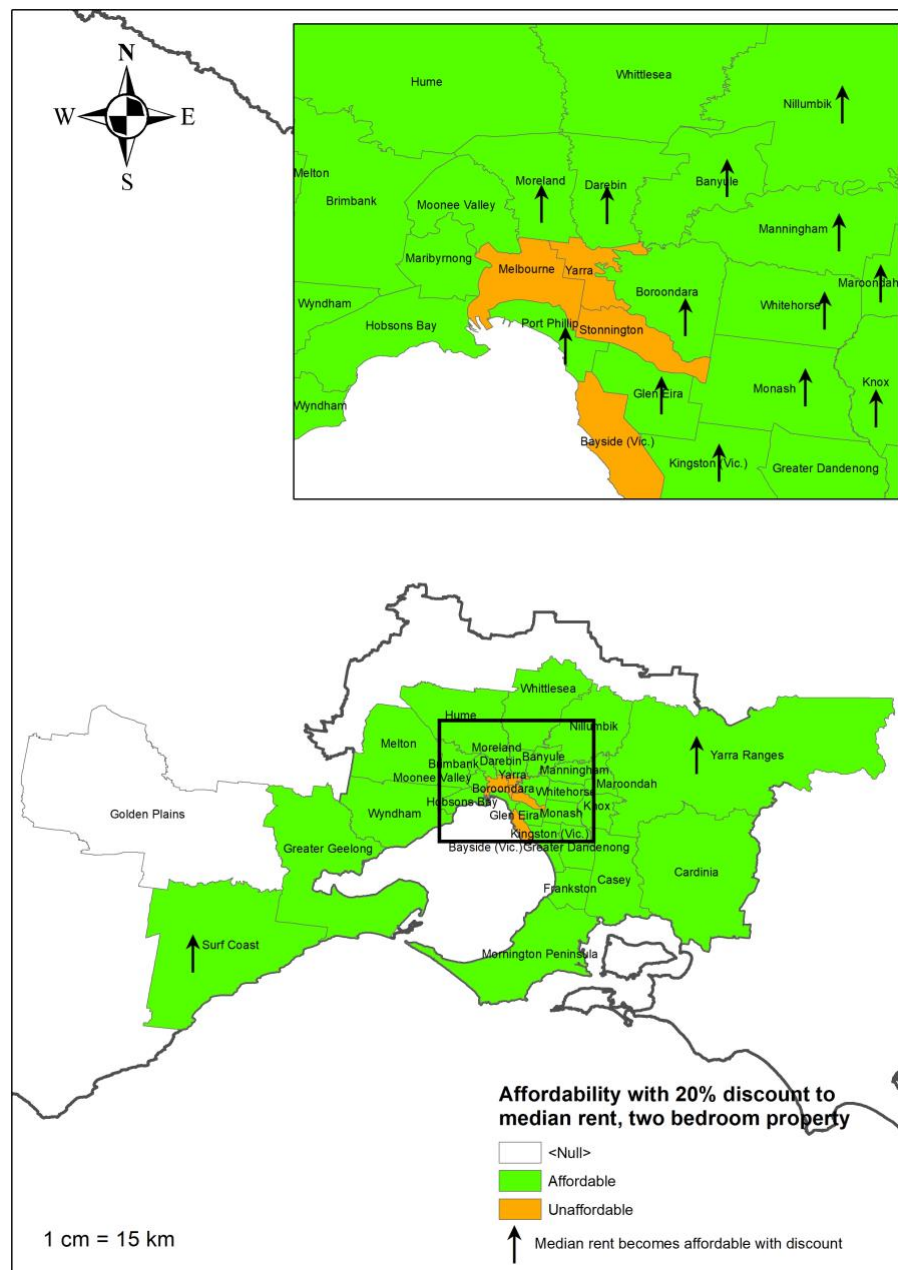 N
W
E
S
Hume
Whittlesea
Nillumbik
Melton
Brimbank
Moonee Valley
Moreland
Darebin
Banyule
Manningham
Maribyrnong
Melbourne
Yarra
Boroondara
Maroondah
Whitehorse
Wyndham
Hobsons Bay
Port Phillip
Stonnington
Monash
Knox
Glen Eira
Wyndham
Bayside (Vic.)
Kingston (Vic.)
Greater Dandenong
Whittlesea
Hume
Nillumbik
Melton
Moreland
Darebin
Banyule
Brimbank
Yarra
Manningham
Yarra Ranges
Moonee Valley
Boroondara
Whitehorse
Maroondah
Hobsons Bay
Knox
Golden Plains
Wyndham
Glen Eira
Monash
Kingston (Vic.)
Greater Geelong
Bayside (Vic.)
Greater Dandenong
Cardinia
Casey
Frankston
Surf Coast
Mornington Peninsula
Affordability with 20% discount to
median rent, two bedroom property
<Null>
Affordable
Unaffordable
Median rent becomes affordable with discount
1 cm = 15 km